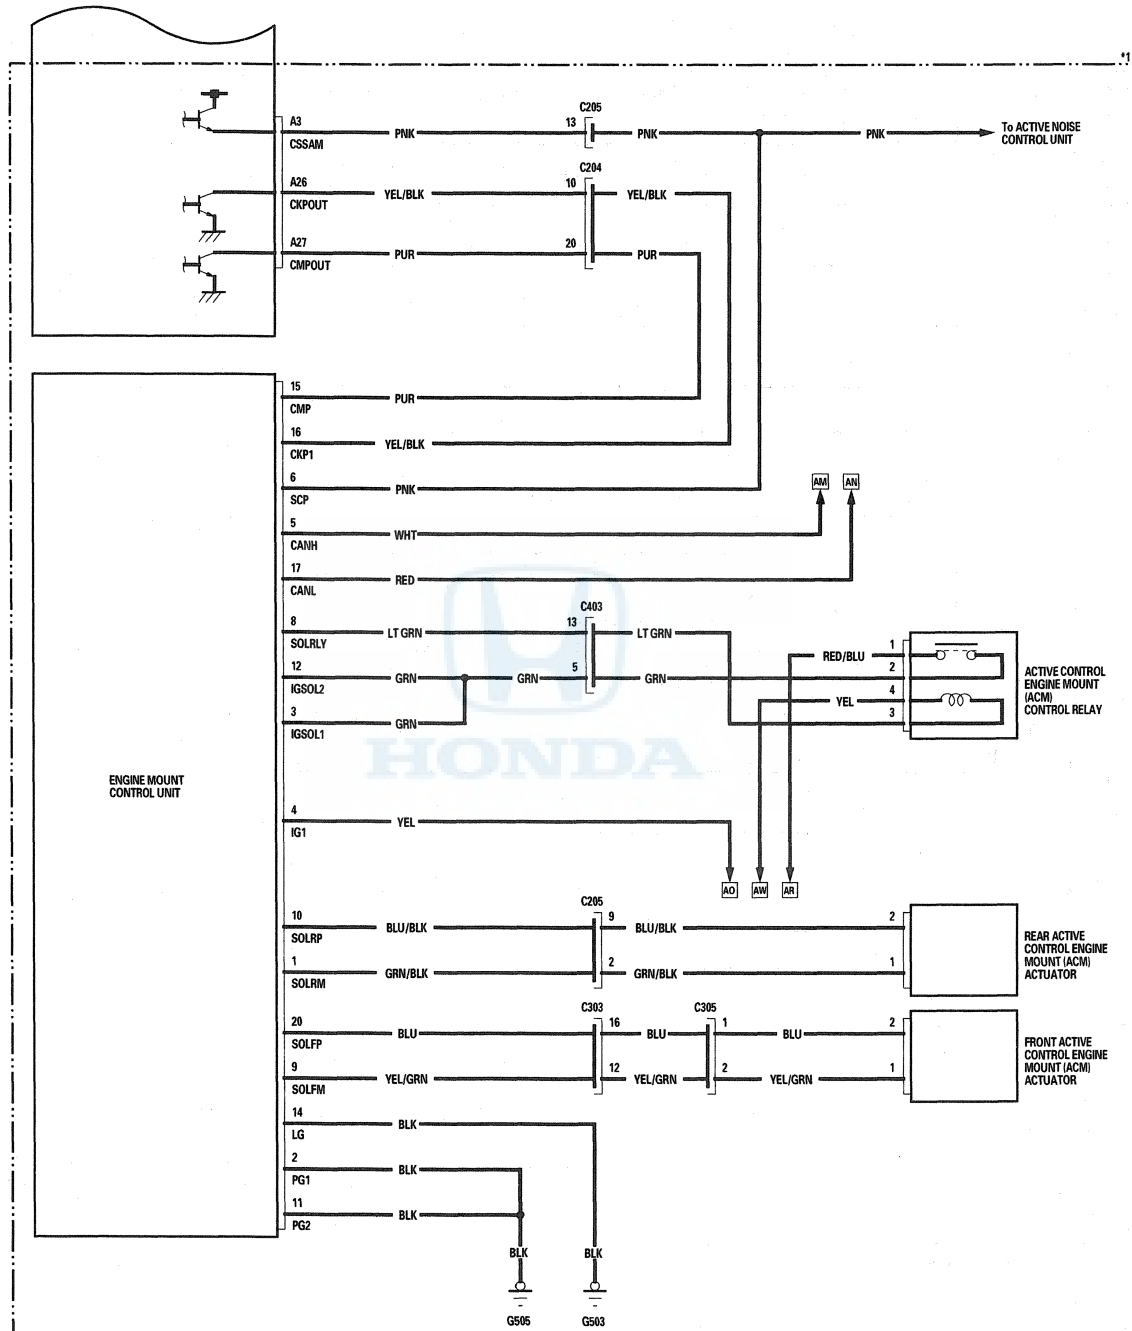 *1
A3
CSSAM
PNK
C205
13
PNK
PNK
To ACTIVE NOISE
CONTROL UNIT
A26
CKPOUT
YEL/BLK
C204
10
YEL/BLK
A27
CMPOUT
PUR
20
PUR
15
CMP
PUR
16
CKP1
YEL/BLK
6
SCP
PNK
AM
AN
5
CANH
WHT
17
CANL
RED
C403
8
SOLRLY
LT GRN
13
LT GRN
12
IGSOL2
GRN
GRN
5
GRN
3
IGSOL1
GRN
RED/BLU
1
2
YEL
4
3
ACTIVE CONTROL
ENGINE MOUNT
(ACM)
CONTROL RELAY
HONDA
ENGINE MOUNT
CONTROL UNIT
4
IG1
YEL
AO
AW
AR
C205
10
SOLRP
BLU/BLK
9
BLU/BLK
2
1
SOLRM
GRN/BLK
2
GRN/BLK
1
REAR ACTIVE
CONTROL ENGINE
MOUNT (ACM)
ACTUATOR
C303
C305
20
SOLFP
BLU
16
BLU
1
BLU
2
9
SOLFM
YEL/GRN
12
YEL/GRN
2
YEL/GRN
1
FRONT ACTIVE
CONTROL ENGINE
MOUNT (ACM)
ACTUATOR
14
LG
BLK
2
PG1
BLK
11
PG2
BLK
BLK
BLK
G505
G503